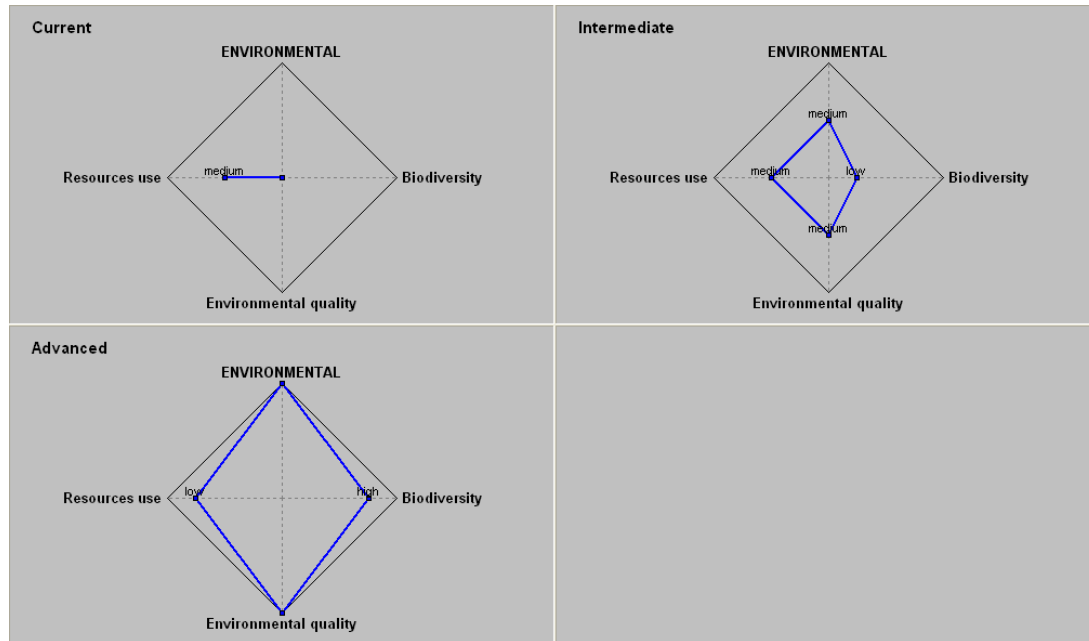 Current
ENVIRONMENTAL
medium
Resources use
Biodiversity
Environmental quality
Intermediate
ENVIRONMENTAL
medium
Resources use
medium
low
Biodiversity
medium
Environmental quality
Advanced
ENVIRONMENTAL
Resources use
low
high
Biodiversity
Environmental quality